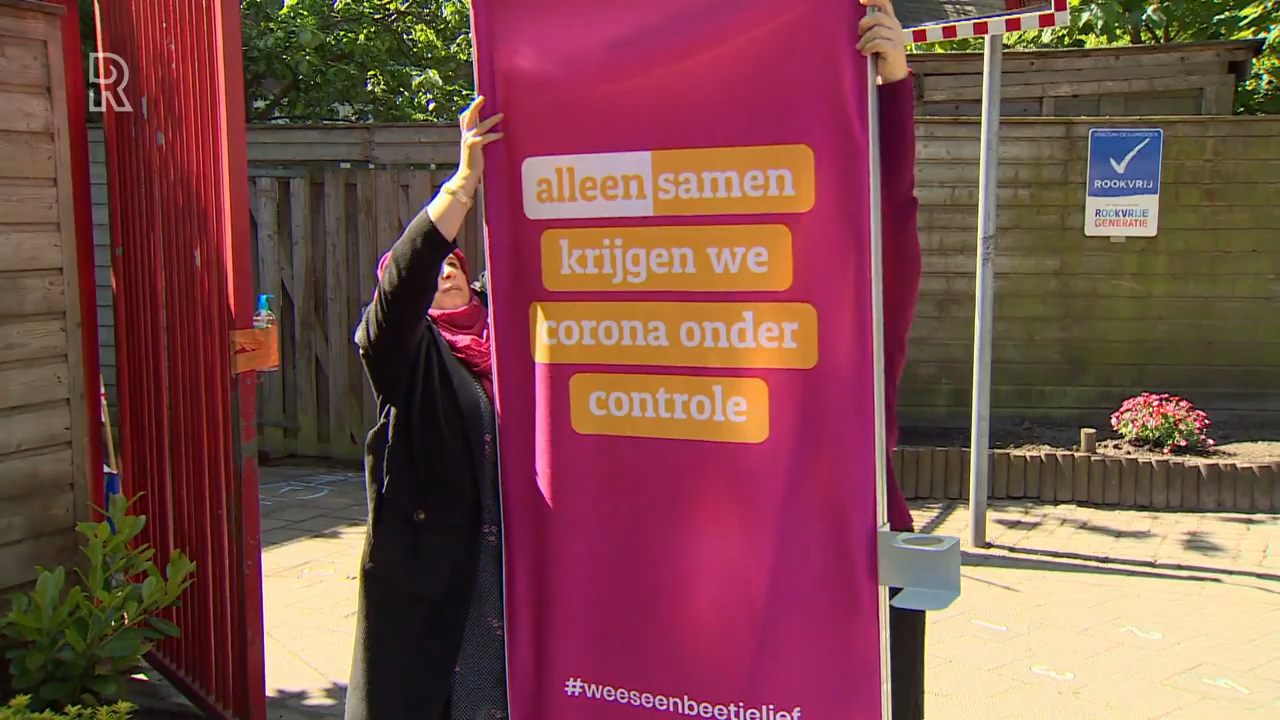 R
alleen samen
krijgen we
corona onder
controle
#weeseenbeetjelief
ROOKVRIJ
ROOKVRIJE
GENERATIE